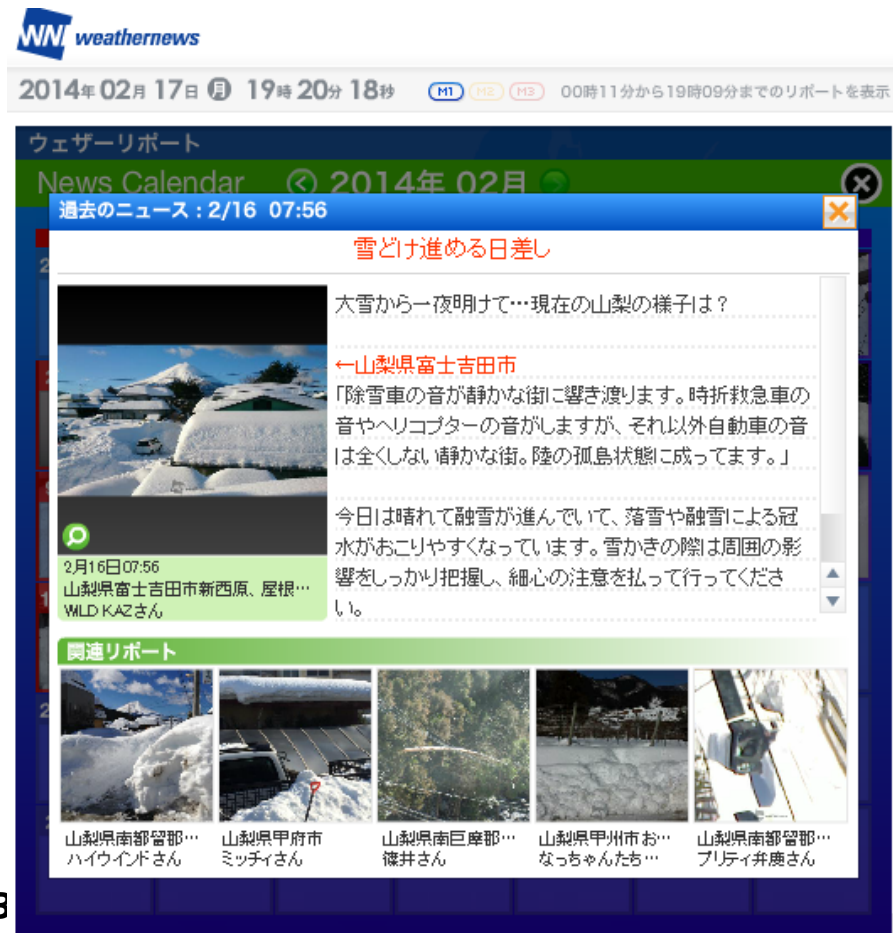 WNI weathernews
2014年 02月 17日 月 19時 20分 18秒 M1 M2 M3 00時11分から19時09分までのリポートを表示
ウェザーリポート
News Calendar 2014年 02月
過去のニュース : 2/16 07:56
雪どけ進める日差し
大雪から一夜明けて…現在の山梨の様子は？
←山梨県富士吉田市
「除雪車の音が静かな街に響き渡ります。時折救急車の
音やヘリコプターの音がしますが、それ以外自動車の音
は全くしない静かな街。陸の孤島状態に成ってます。」
今日は晴れて融雪が進んでいて、落雪や融雪による冠
水がおこりやすくなっています。雪かきの際は周囲の影
響をしっかり把握し、細心の注意を払って行ってくださ
い。
2月16日07:56
山梨県富士吉田市新西原、屋根…
WILD KAZさん
関連リポート
山梨県南都留郡…
ハイウインドさん
山梨県甲府市
ミッチィさん
山梨県南巨摩郡…
篠井さん
山梨県甲州市お…
なっちゃんたち…
山梨県南都留郡…
プリティ弁慶さん